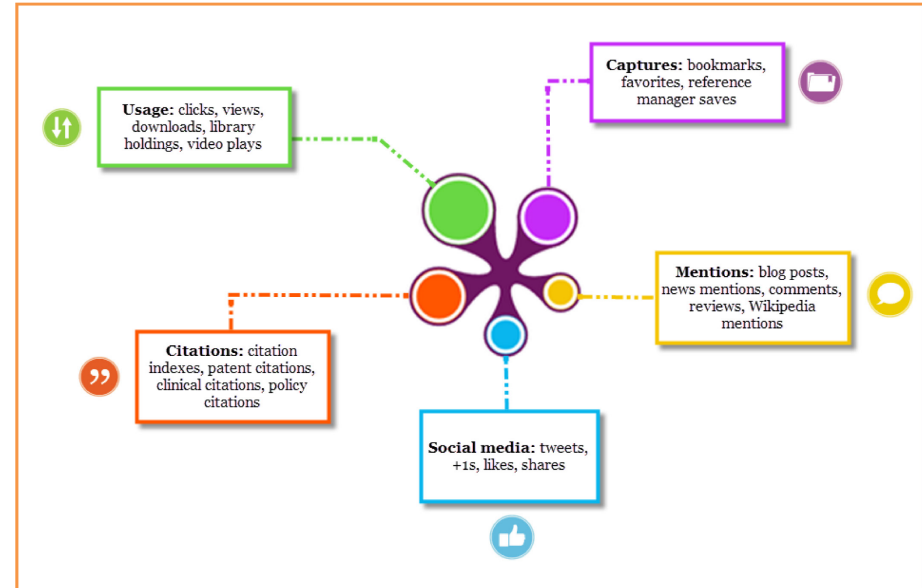 Captures: bookmarks,
favorites, reference
manager saves
Usage: clicks, views,
downloads, library
holdings, video plays
Mentions: blog posts,
news mentions, comments,
reviews, Wikipedia
mentions
Citations: citation
indexes, patent citations,
clinical citations, policy
citations
Social media: tweets,
+1s, likes, shares